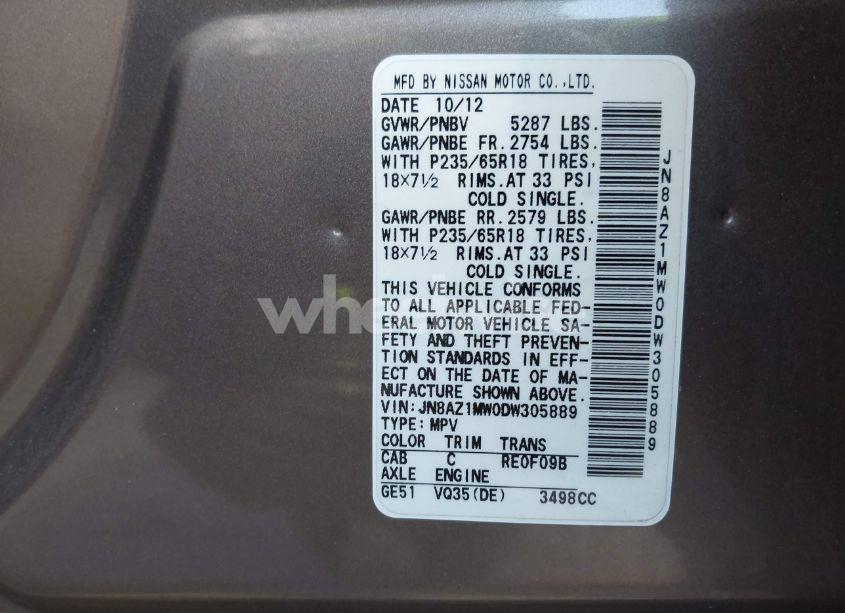 MFD BY NISSAN MOTOR CO.,LTD.
DATE 10/12
GVWR/PNBV 5287 LBS.
GAWR/PNBE FR. 2754 LBS.
WITH P235/65R18 TIRES,
18×7½ RIMS.AT 33 PSI
COLD SINGLE.
GAWR/PNBE RR. 2579 LBS.
WITH P235/65R18 TIRES,
18×7½ RIMS.AT 33 PSI
COLD SINGLE.
THIS VEHICLE CONFORMS
TO ALL APPLICABLE FED-
ERAL MOTOR VEHICLE SA-
FETY AND THEFT PREVEN-
TION STANDARDS IN EFF-
ECT ON THE DATE OF MA-
NUFACTURE SHOWN ABOVE.
VIN:JN8AZ1MW0DW305889
TYPE:MPV
COLOR TRIM TRANS
CAB C RE0F09B
AXLE ENGINE
GE51 VQ35(DE) 3498CC
JN8AZ1MW0DW305889